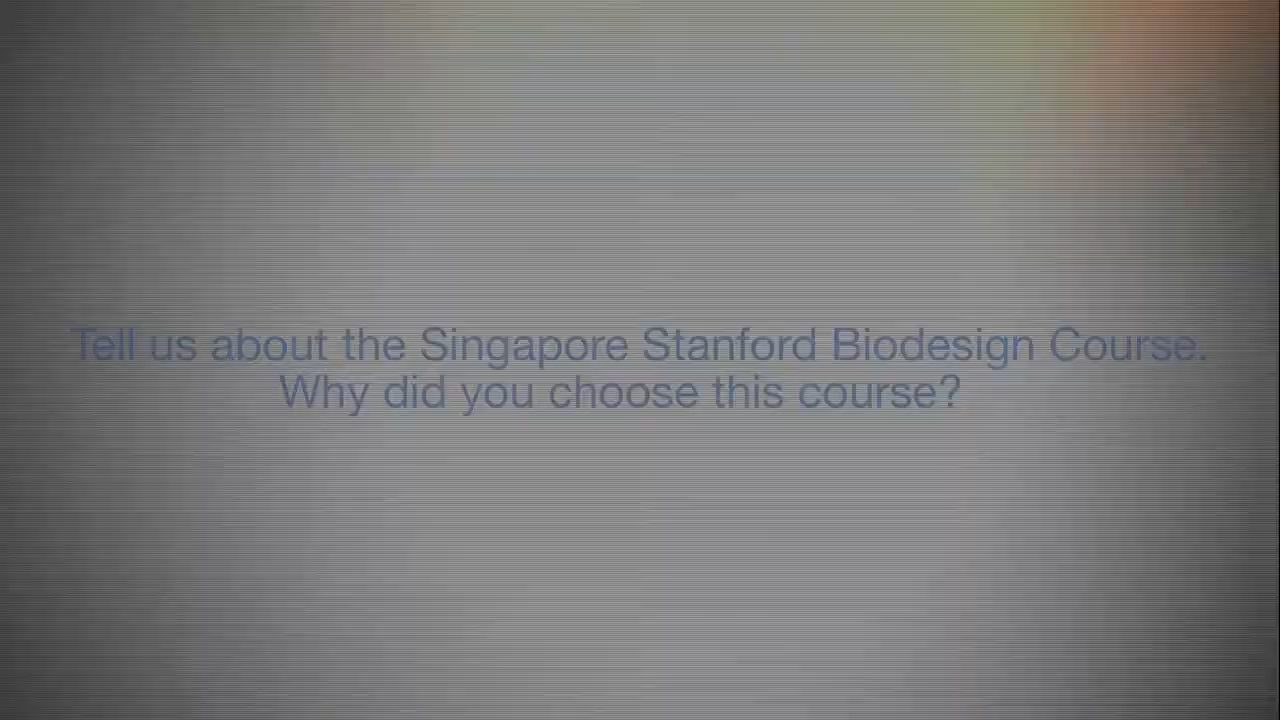 Tell us about the Singapore Stanford Biodesign Course.
Why did you choose this course?